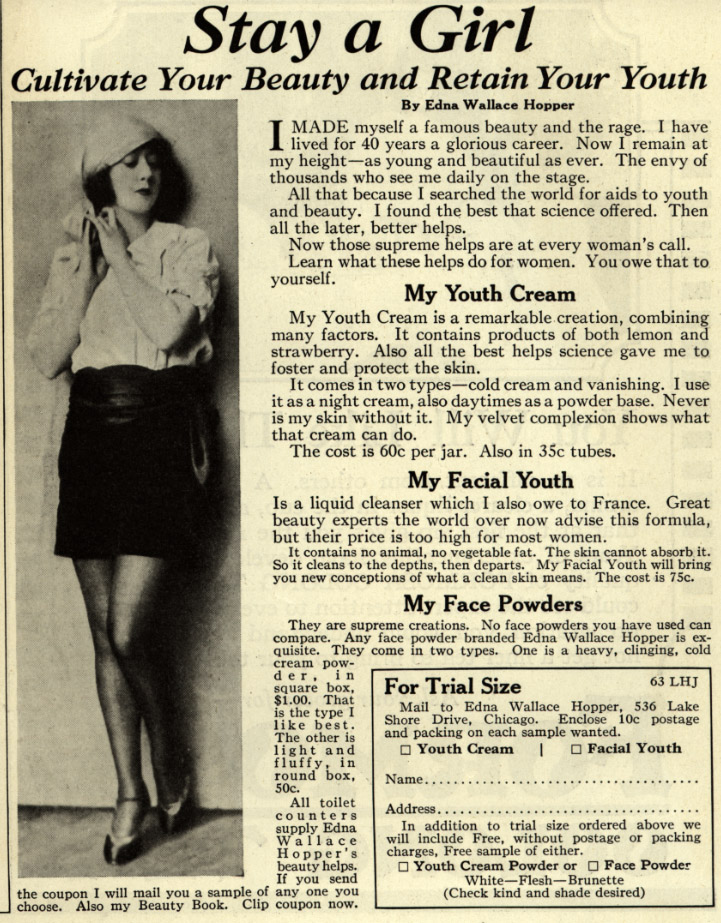 Stay a Girl
Cultivate Your Beauty and Retain Your Youth
By Edna Wallace Hopper
I MADE myself a famous beauty and the rage. I have
lived for 40 years a glorious career. Now I remain at
my height—as young and beautiful as ever. The envy of
thousands who see me daily on the stage.
All that because I searched the world for aids to youth
and beauty. I found the best that science offered. Then
all the later, better helps.
Now those supreme helps are at every woman's call.
Learn what these helps do for women. You owe that to
yourself.
My Youth Cream
My Youth Cream is a remarkable creation, combining
many factors. It contains products of both lemon and
strawberry. Also all the best helps science gave me to
foster and protect the skin.
It comes in two types—cold cream and vanishing. I use
it as a night cream, also daytimes as a powder base. Never
is my skin without it. My velvet complexion shows what
that cream can do.
The cost is 60c per jar. Also in 35c tubes.
My Facial Youth
Is a liquid cleanser which I also owe to France. Great
beauty experts the world over now advise this formula,
but their price is too high for most women.
It contains no animal, no vegetable fat. The skin cannot absorb it.
So it cleans to the depths, then departs. My Facial Youth will bring
you new conceptions of what a clean skin means. The cost is 75c.
My Face Powders
They are supreme creations. No face powders you have used can
compare. Any face powder branded Edna Wallace Hopper is ex-
quisite. They come in two types. One is a heavy, clinging, cold
cream pow-
der, in
square box,
$1.00. That
is the type I
like best.
The other is
light and
fluffy, in
round box,
50c.
All toilet
counters
supply Edna
Wallace
Hopper's
beauty helps.
If you send
the coupon I will mail you a sample of any one you
choose. Also my Beauty Book. Clip coupon now.
For Trial Size 63 LHJ
Mail to Edna Wallace Hopper, 536 Lake
Shore Drive, Chicago. Enclose 10c postage
and packing on each sample wanted.
□ Youth Cream | □ Facial Youth
Name........................................
Address.....................................
In addition to trial size ordered above we
will include Free, without postage or packing
charges, Free sample of either.
□ Youth Cream Powder or □ Face Powder
White—Flesh—Brunette
(Check kind and shade desired)